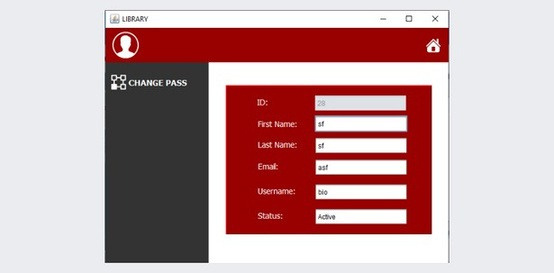 LIBRARY
CHANGE PASS
ID: 28
First Name: sf
Last Name: sf
Email: asf
Username: bio
Status: Active